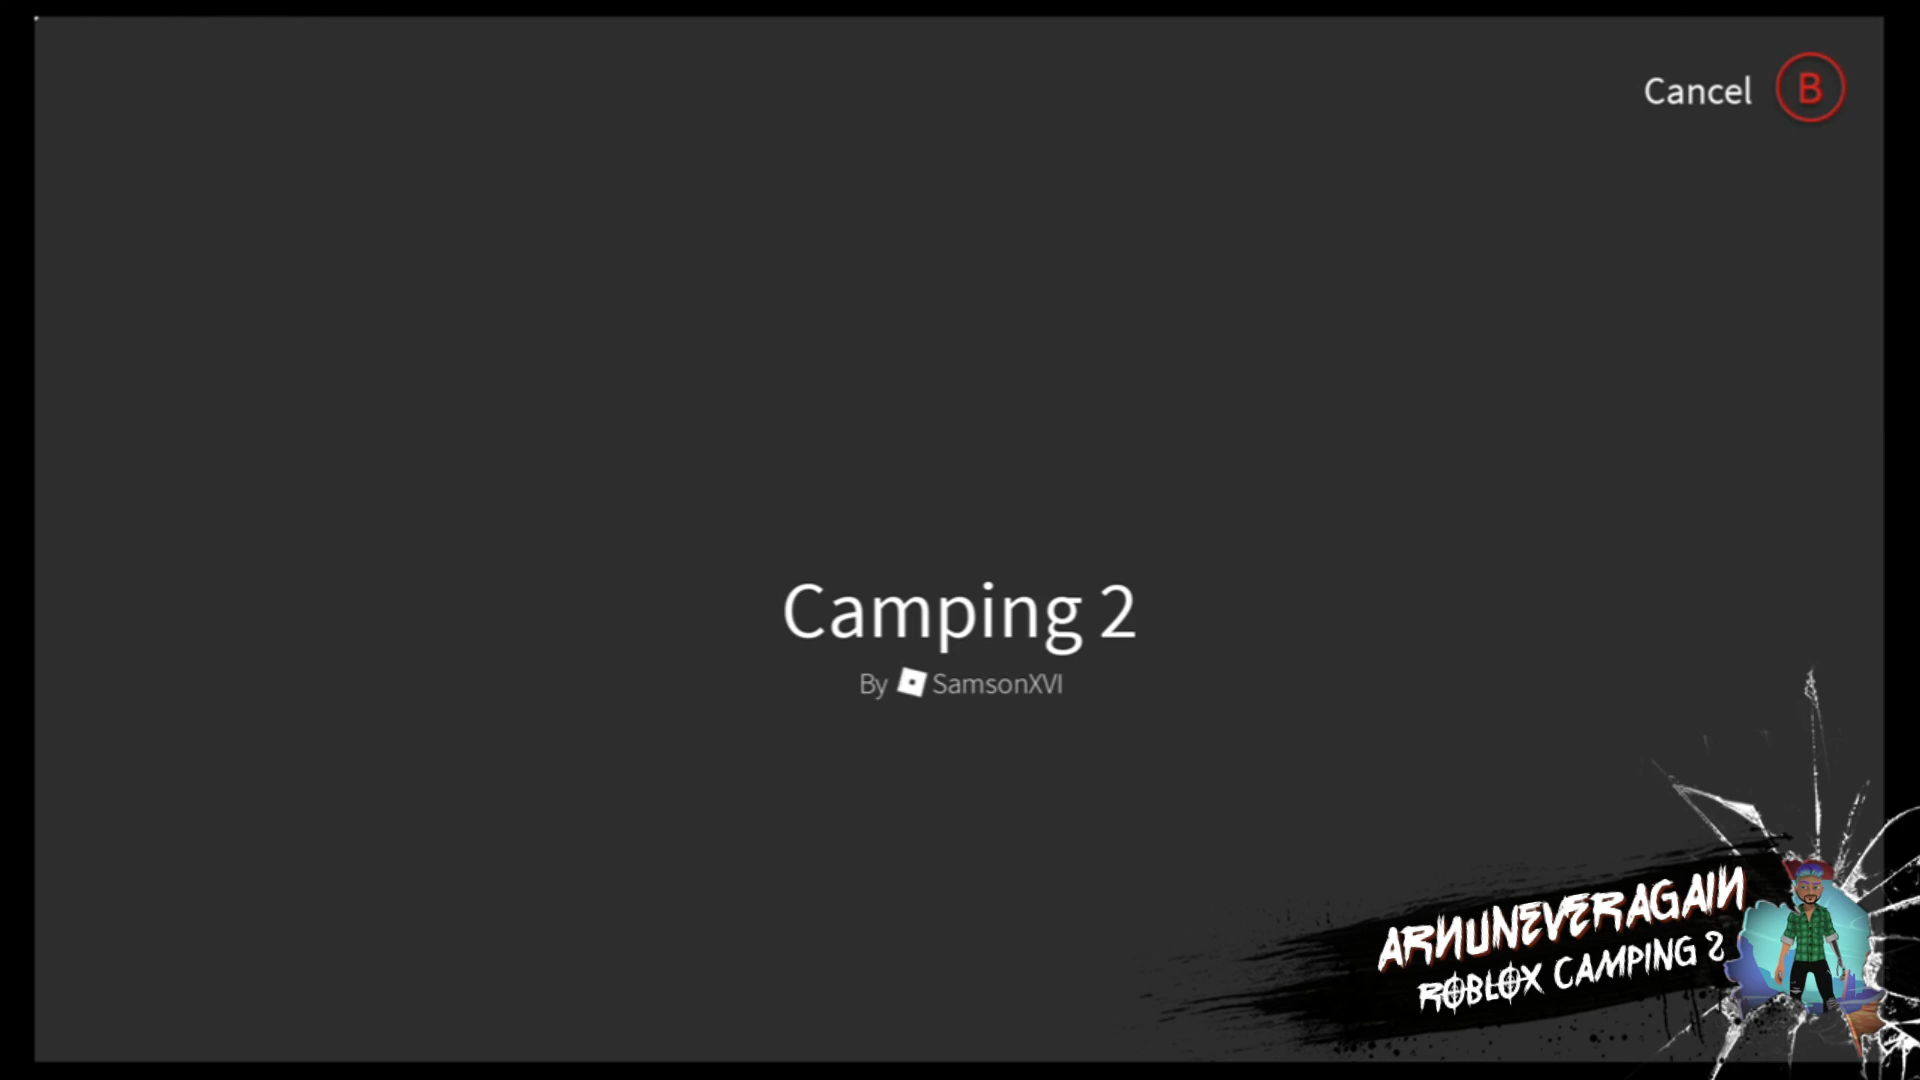 Cancel B
Camping 2
By SamsonXVI
ARNUNEVERAGAIN
ROBLOX CAMPING 2